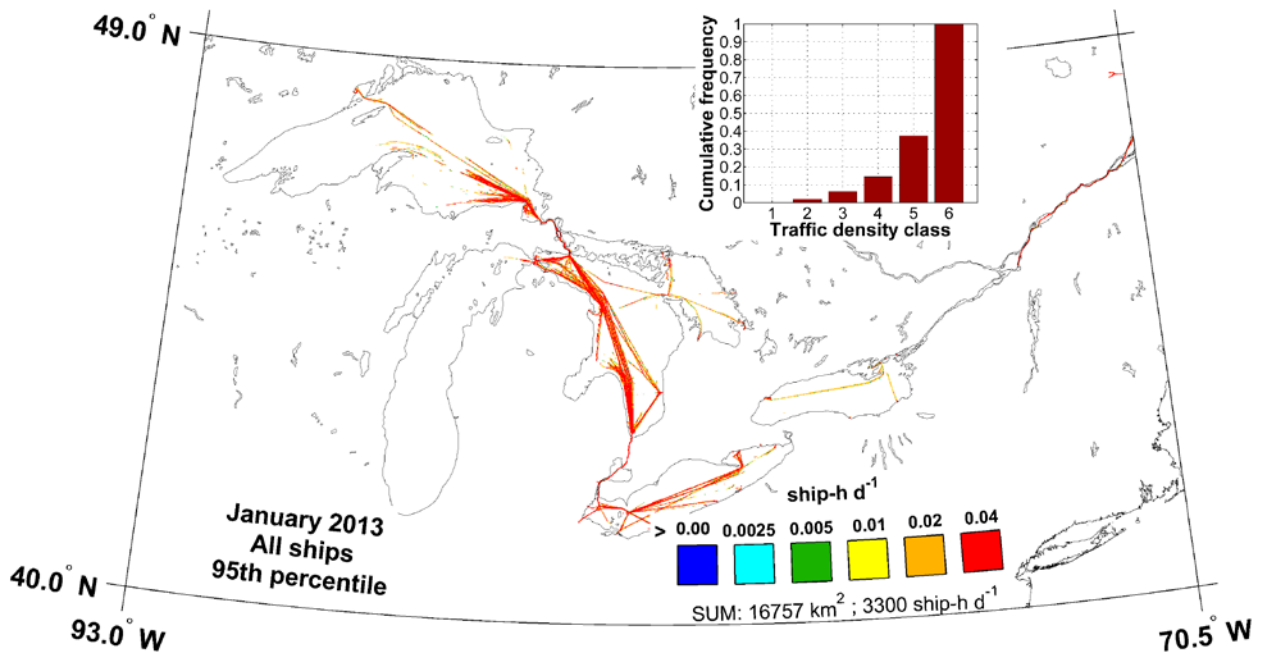 49.0° N
1
0.9
0.8
0.7
0.6
0.5
0.4
0.3
0.2
0.1
0
Cumulative frequency
1 2 3 4 5 6
Traffic density class
January 2013
All ships
95th percentile
ship-h d⁻¹
> 0.00 0.0025 0.005 0.01 0.02 0.04
SUM: 16757 km² ; 3300 ship-h d⁻¹
40.0° N
93.0° W
70.5° W